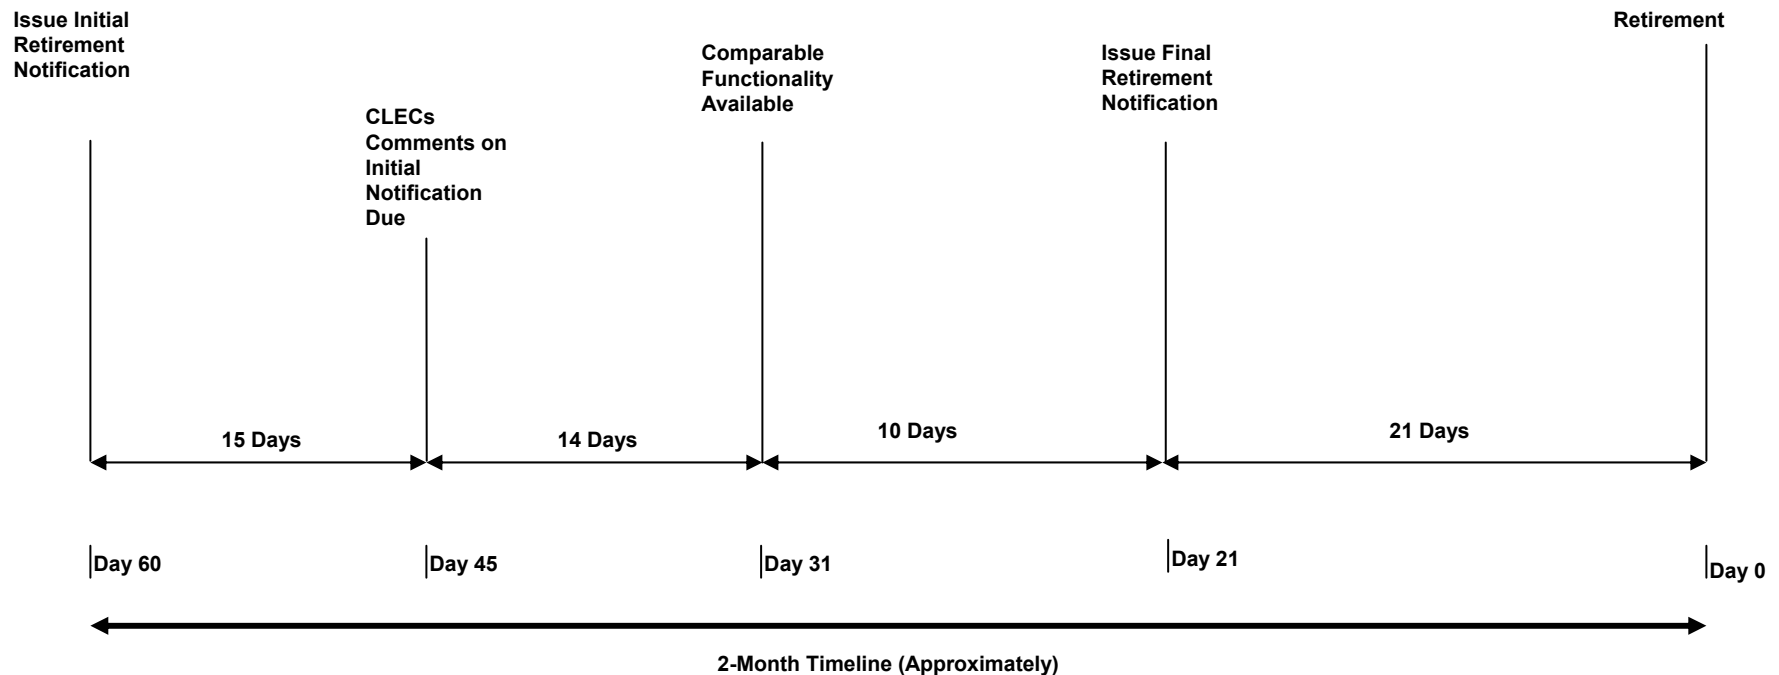 Issue Initial
Retirement
Notification
CLECs
Comments on
Initial
Notification
Due
Comparable
Functionality
Available
Issue Final
Retirement
Notification
Retirement
15 Days
14 Days
10 Days
21 Days
Day 60
Day 45
Day 31
Day 21
Day 0
2-Month Timeline (Approximately)